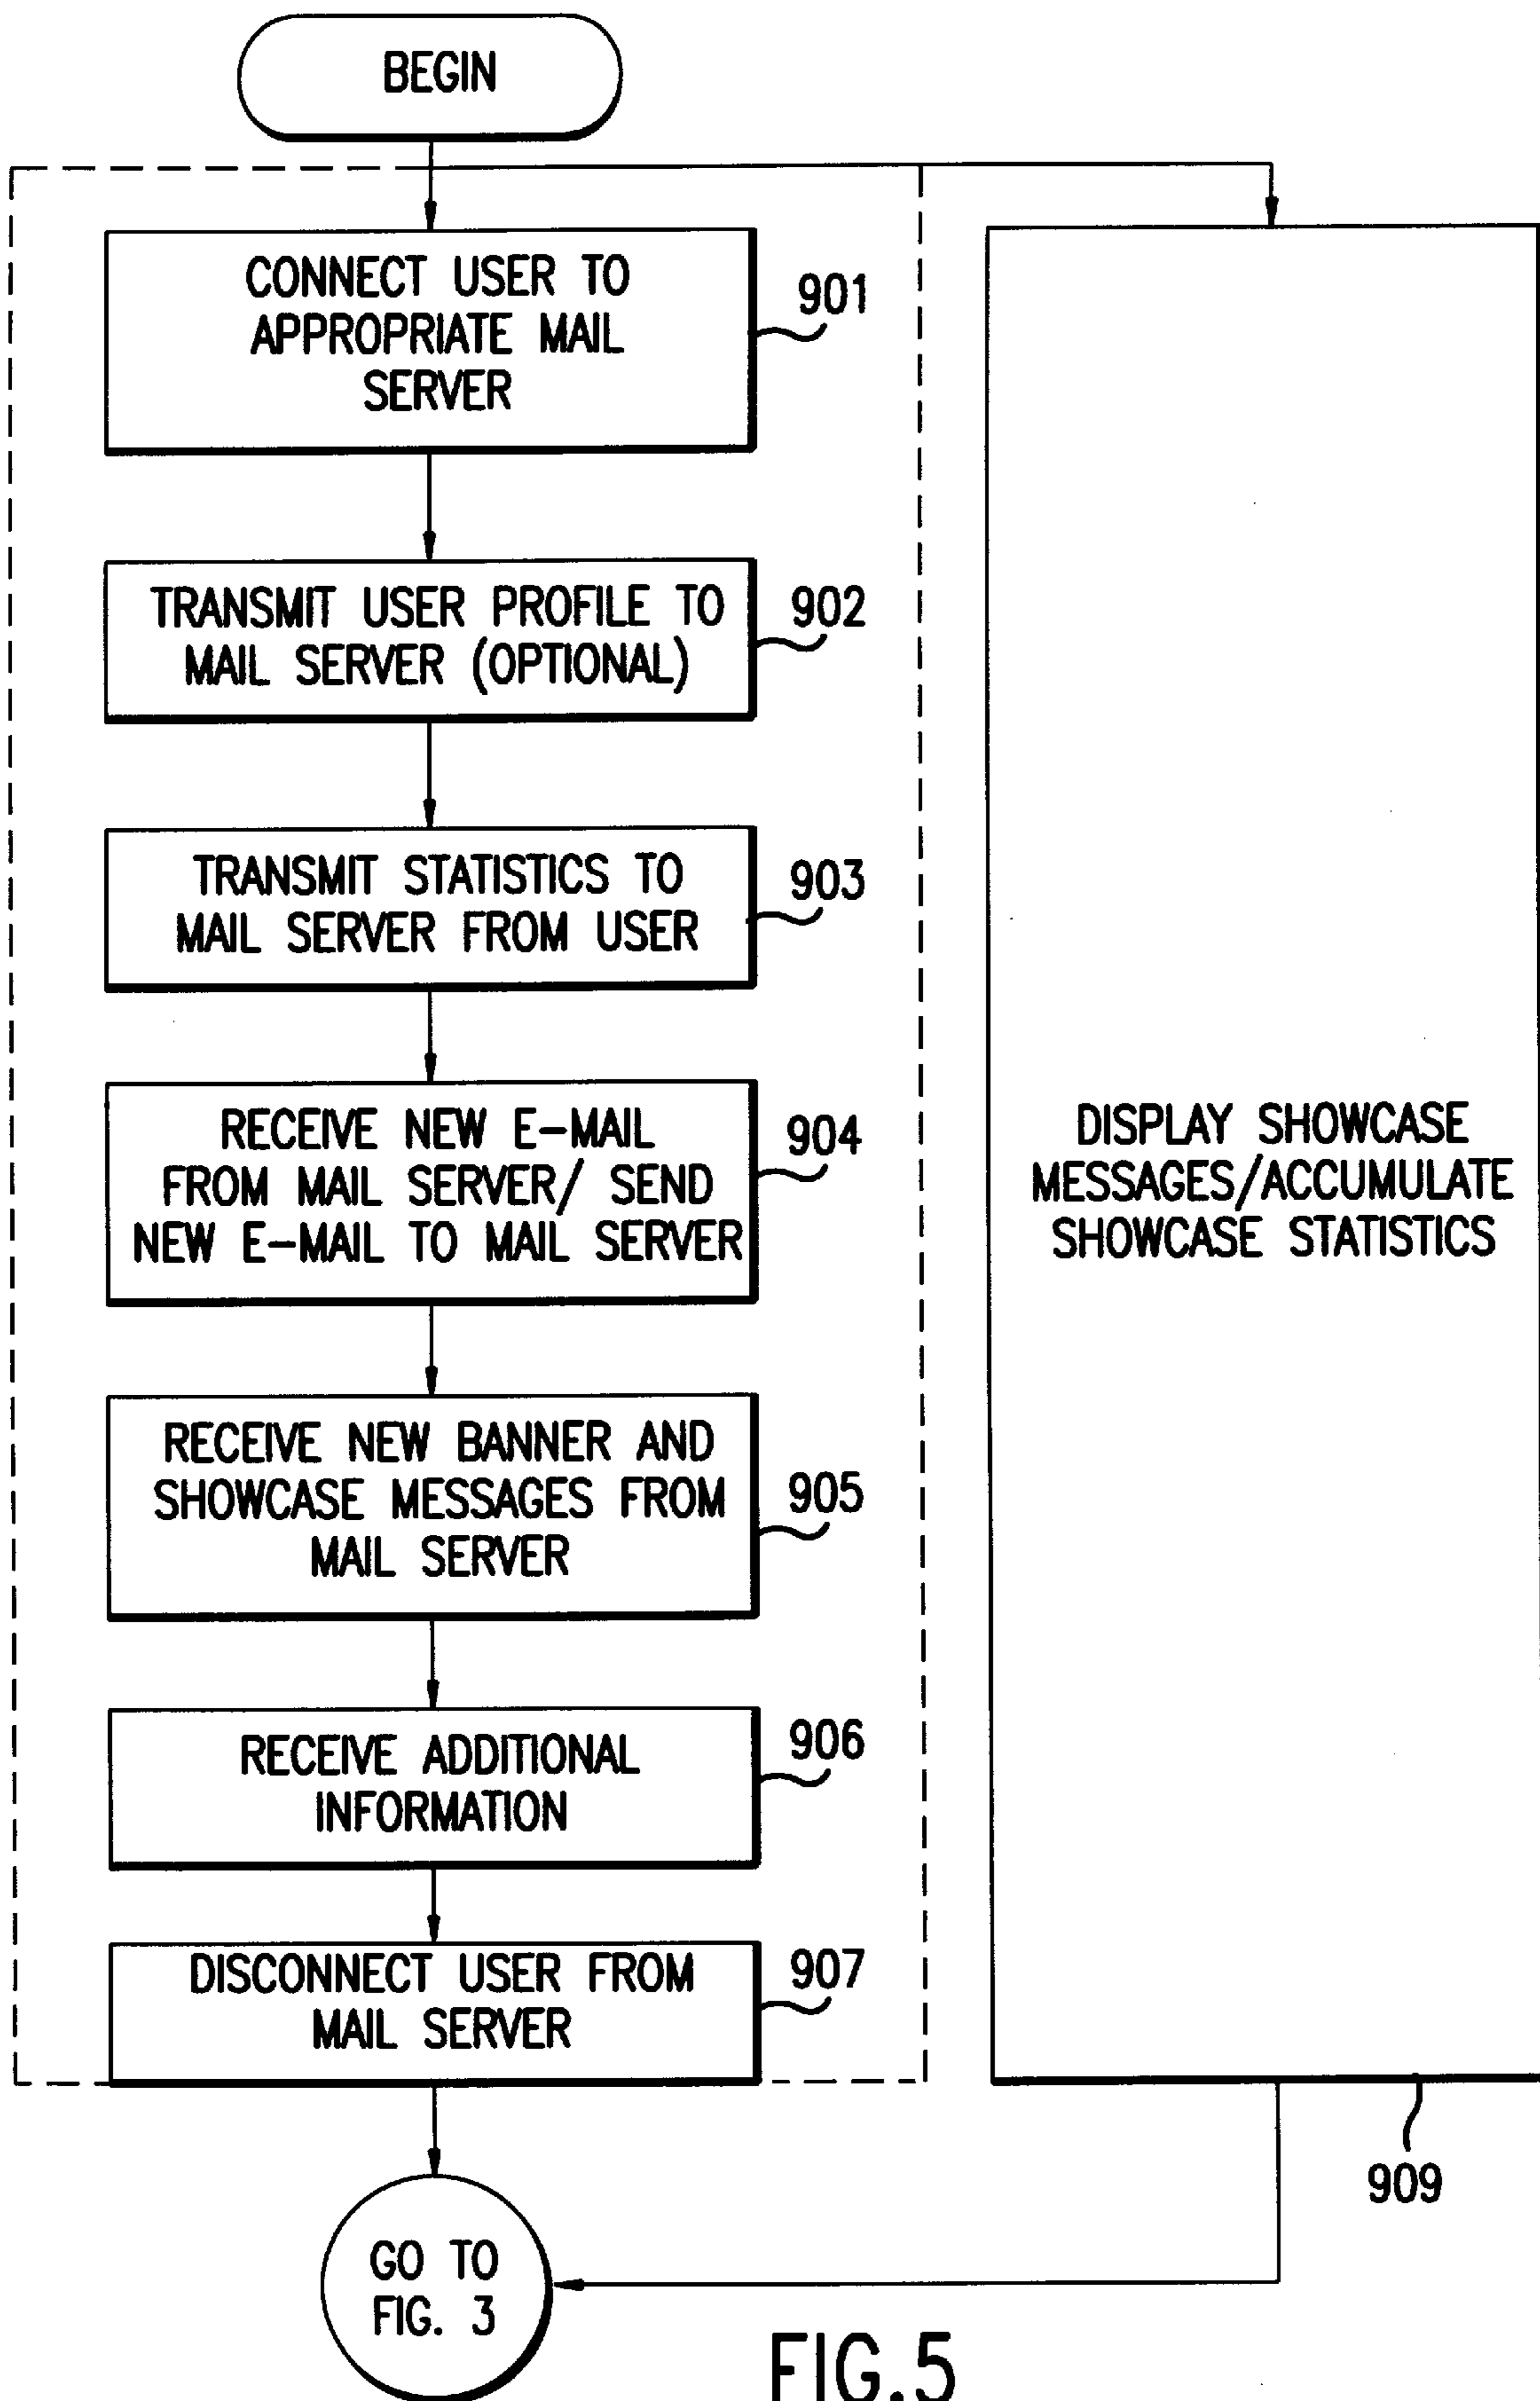 BEGIN
CONNECT USER TO
APPROPRIATE MAIL
SERVER
901
TRANSMIT USER PROFILE TO
MAIL SERVER (OPTIONAL)
902
TRANSMIT STATISTICS TO
MAIL SERVER FROM USER
903
RECEIVE NEW E-MAIL
FROM MAIL SERVER/ SEND
NEW E-MAIL TO MAIL SERVER
904
RECEIVE NEW BANNER AND
SHOWCASE MESSAGES FROM
MAIL SERVER
905
RECEIVE ADDITIONAL
INFORMATION
906
DISCONNECT USER FROM
MAIL SERVER
907
DISPLAY SHOWCASE
MESSAGES/ACCUMULATE
SHOWCASE STATISTICS
909
GO TO
FIG. 3
FIG.5